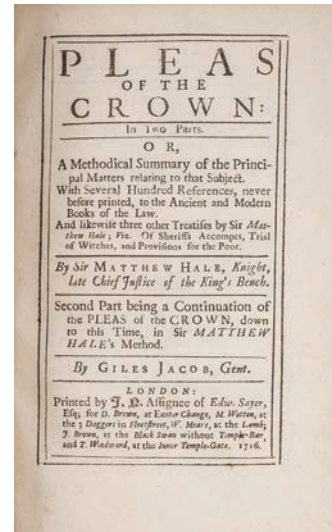 PLEAS
OF THE
CROWN:
In Two Parts.
OR,
A Methodical Summary of the Princi-
pal Matters relating to that Subject.
With Several Hundred References, never
before printed, to the Ancient and Modern
Books of the Law.
And likewise three other Treatises by Sir Mat-
thew Hale; Viz. Of Sheriffs Accompts, Trial
of Witches, and Provisions for the Poor.
By Sir MATTHEW HALE, Knight,
late Chief Justice of the King's Bench.
Second Part being a Continuation of
the PLEAS of the CROWN, down
to this Time, in Sir MATTHEW
HALE's Method.
By GILES JACOB, Gent.
LONDON:
Printed by J. N. Assignee of Edw. Sayer,
Esq; for D. Brown, at Exeter Change, M. Wotton, at
the 3 Daggers in Fleetstreet, W. Mears, at the Lamb;
J. Brown, at the Black Swan without Temple-Bar,
and T. Woodward, at the Inner Temple-Gate. 1716.